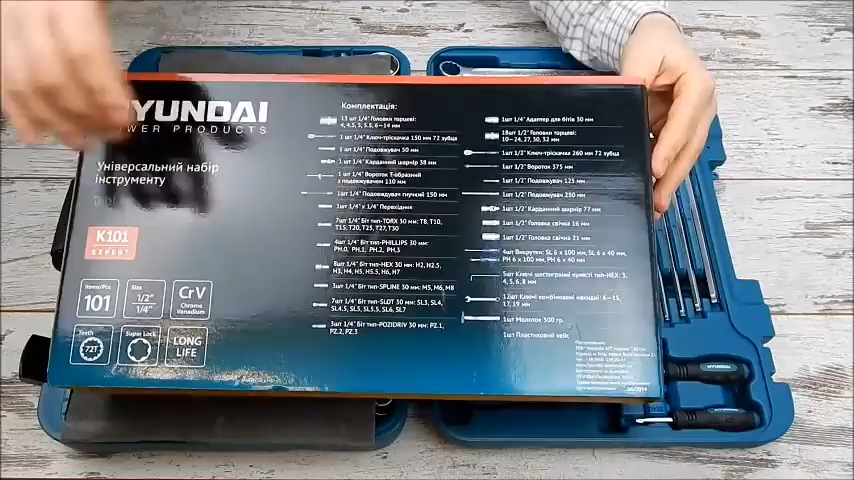 HYUNDAI
POWER PRODUCTS
Універсальний набір
інструменту
K101
EXPERT
Items/Pcs
101
Size
1/2"
1/4"
CrV
Chrome
Vanadium
Teeth
72T
Super Lock
LONG
LIFE
Комплектація:
13 шт 1/4" Головки торцеві:
4, 4.5, 5, 5.5, 6–14 мм
1 шт 1/4" Ключ-тріскачка 150 мм 72 зубця
1 шт 1/4" Подовжувач 50 мм
1 шт 1/4" Карданний шарнір 38 мм
1 шт 1/4" Вороток Т-образний
з подовжувачем 110 мм
1шт 1/4" Подовжувач гнучкий 150 мм
1шт 1/4" x 1/4" Перехідник
7шт 1/4" Біт тип-TORX 30 мм: T8, T10,
T15, T20, T25, T27, T30
4шт 1/4" Біт тип-PHILLIPS 30 мм:
PH.0, PH.1, PH.2, PH.3
8шт 1/4" Біт тип-HEX 30 мм: H2, H2.5,
H3, H4, H5, H5.5, H6, H7
3шт 1/4" Біт тип-SPLINE 30 мм: M5, M6, M8
7шт 1/4" Біт тип-SLOT 30 мм: SL3, SL4,
SL4.5, SL5, SL5.5, SL6, SL7
3шт 1/4" Біт тип-POZIDRIV 30 мм: PZ.1,
PZ.2, PZ.3
1шт 1/4" Адаптер для бітів 30 мм
18шт 1/2" Головки торцеві:
10–24, 27, 30, 32 мм
1шт 1/2" Ключ-тріскачка 260 мм 72 зубця
1шт 1/2" Вороток 375 мм
1шт 1/2" Подовжувач 125 мм
1шт 1/2" Подовжувач 250 мм
1шт 1/2" Карданний шарнір 77 мм
1шт 1/2" Головка свічна 16 мм
1шт 1/2" Головка свічна 21 мм
4шт Викрутки: SL 6 x 100 мм, SL 6 x 40 мм,
PH 6 x 100 мм, PH 6 x 40 мм
5шт Ключі шестигранні кутові тип-HEX: 3,
4, 5, 6, 8 мм
12шт Ключі комбіновані накидні: 6–15,
17, 19 мм
1шт Молоток 300 гр.
1шт Пластиковий кейс
HYUNDAI
HYUNDAI